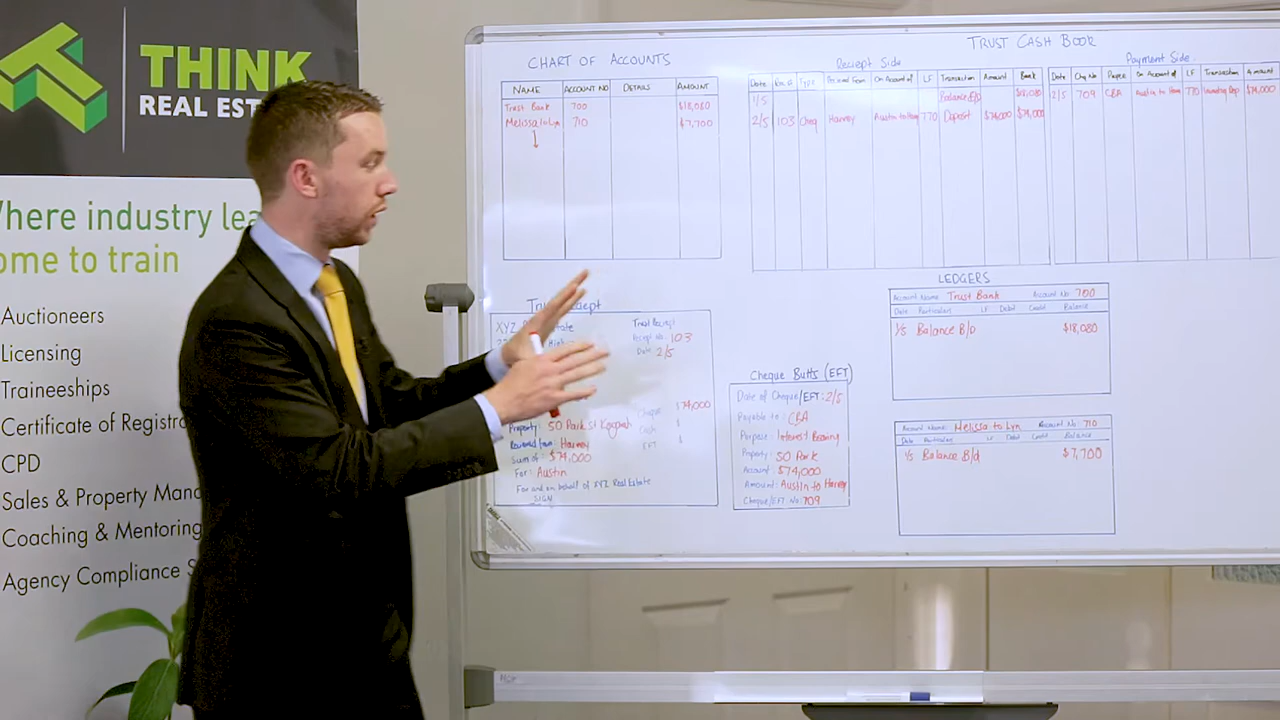 THINK
REAL EST
Where industry lea
ome to train
Auctioneers
Licensing
Traineeships
Certificate of Registra
CPD
Sales & Property Mana
Coaching & Mentoring
Agency Compliance S
CHART OF ACCOUNTS
NAME ACCOUNT NO DETAILS AMOUNT
Trust Bank 700 $18,080
Melissa to Lyn 710 $7,700
TRUST CASH BOOK
Reciept Side
Date Rec # Type Recieved From On Account of LF Transaction Amount Bank
1/5 Balance B/D $18,080
2/5 103 Cheq Harvey Austin to Harvey 770 Deposit $74,000 $74,000
Payment Side
Date Chq No Payee On Account of LF Transaction Amount
2/5 709 CBA Austin to Harv 770 $74,000
XYZ
Trust Receipt
Receipt No: 103
Date: 2/5
Cheque $74,000
Cash $
EFT $
Property: 50 Park St Kogarah
Received from: Harvey
Sum of: $74,000
For: Austin
For and on behalf of XYZ Real Estate
SIGN
Cheque Butts (EFT)
Date of Cheque/EFT: 2/5
Payable to: CBA
Purpose: Interest Bearing
Property: 50 Park
Account: $74,000
Amount: Austin to Harvey
Cheque/EFT No: 709
LEDGERS
Account Name: Trust Bank Account No: 700
Date Particulars LF Debit Credit Balance
1/5 Balance B/D $18,080
Account Name: Melissa to Lyn Account No: 710
Date Particulars LF Debit Credit Balance
1/5 Balance B/d $7,700